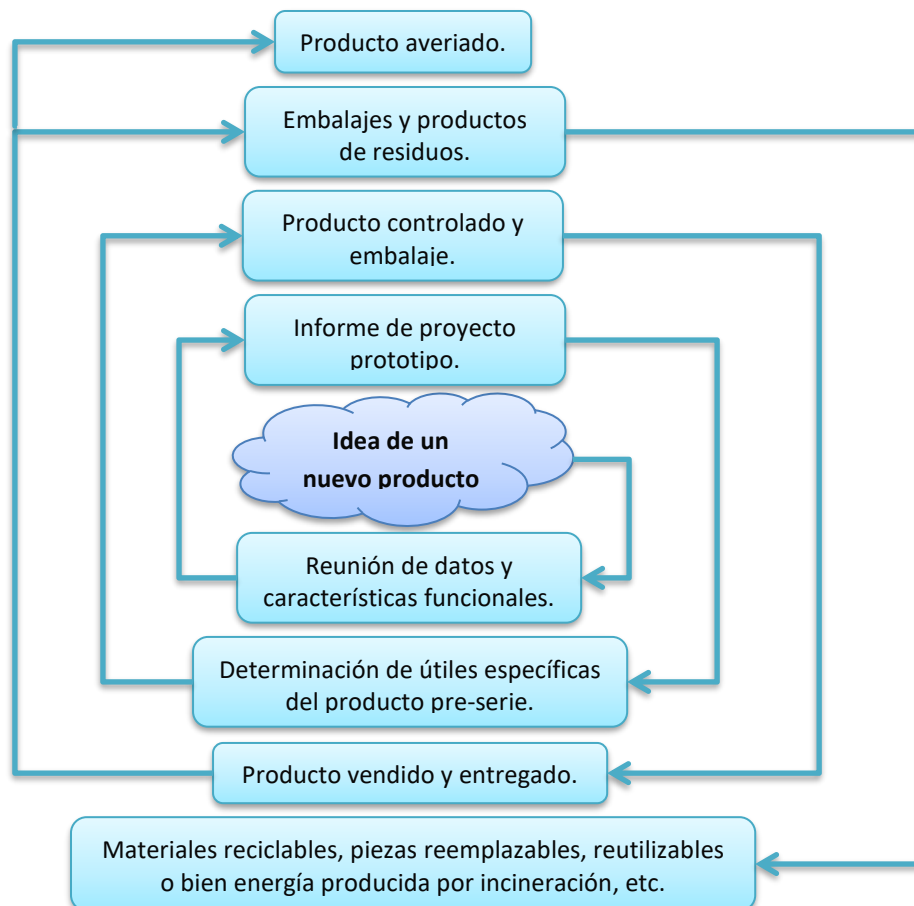 Producto averiado.
Embalajes y productos
de residuos.
Producto controlado y
embalaje.
Informe de proyecto
prototipo.
Idea de un
nuevo producto
Reunión de datos y
características funcionales.
Determinación de útiles específicas
del producto pre-serie.
Producto vendido y entregado.
Materiales reciclables, piezas reemplazables, reutilizables
o bien energía producida por incineración, etc.